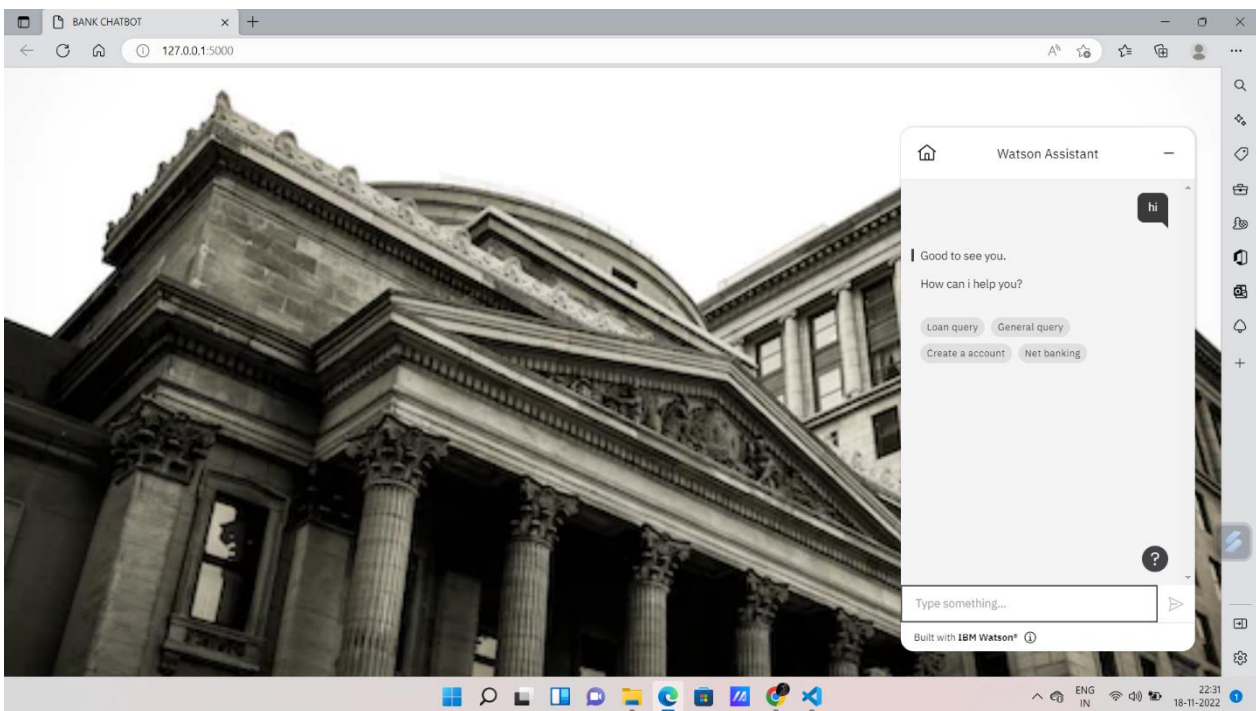 BANK CHATBOT
127.0.0.1:5000
Watson Assistant
hi
Good to see you.
How can i help you?
Loan query General query
Create a account Net banking
?
Type something...
Built with IBM Watson®
ENG
IN
22:31
18-11-2022
1